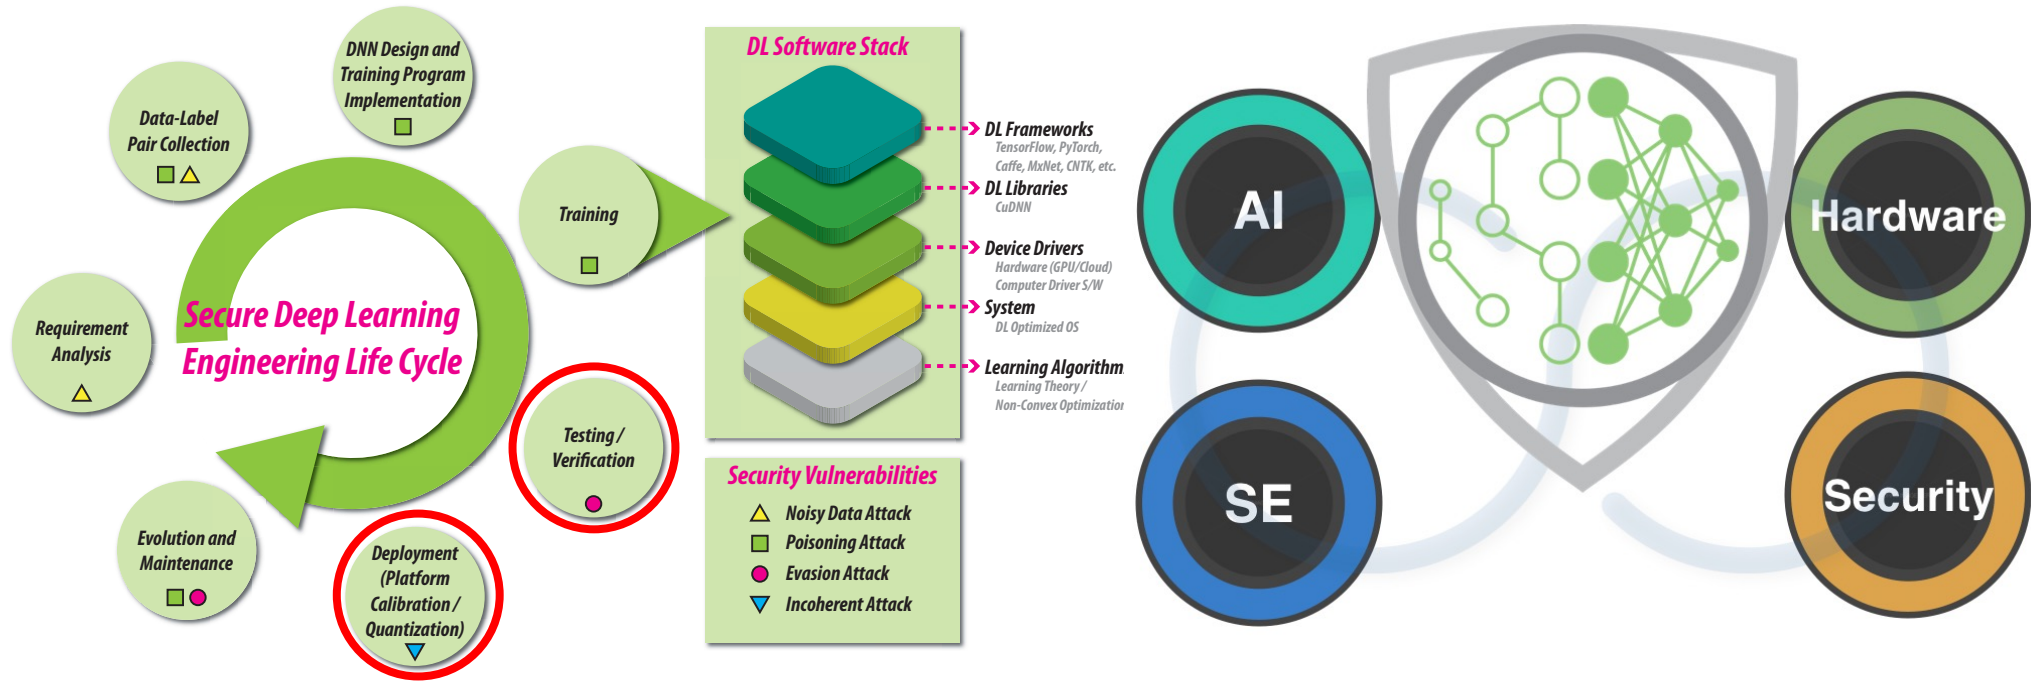 DNN Design and
Training Program
Implementation
Data-Label
Pair Collection
Requirement
Analysis
Secure Deep Learning
Engineering Life Cycle
Evolution and
Maintenance
Deployment
(Platform
Calibration /
Quantization)
Testing /
Verification
Training
DL Software Stack
DL Frameworks
TensorFlow, PyTorch,
Caffe, MxNet, CNTK, etc.
DL Libraries
CuDNN
Device Drivers
Hardware (GPU/Cloud)
Computer Driver S/W
System
DL Optimized OS
Learning Algorithm
Learning Theory /
Non-Convex Optimization
Security Vulnerabilities
Noisy Data Attack
Poisoning Attack
Evasion Attack
Incoherent Attack
AI
Hardware
SE
Security